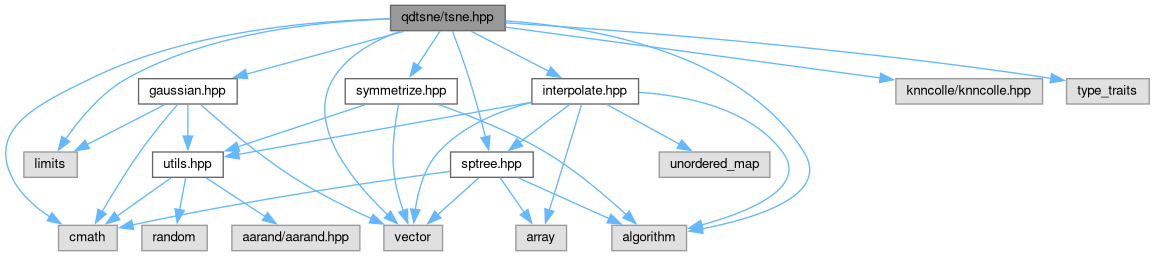 qdtsne/tsne.hpp
gaussian.hpp
symmetrize.hpp
interpolate.hpp
knncolle/knncolle.hpp
type_traits
limits
utils.hpp
sptree.hpp
unordered_map
cmath
random
aarand/aarand.hpp
vector
array
algorithm